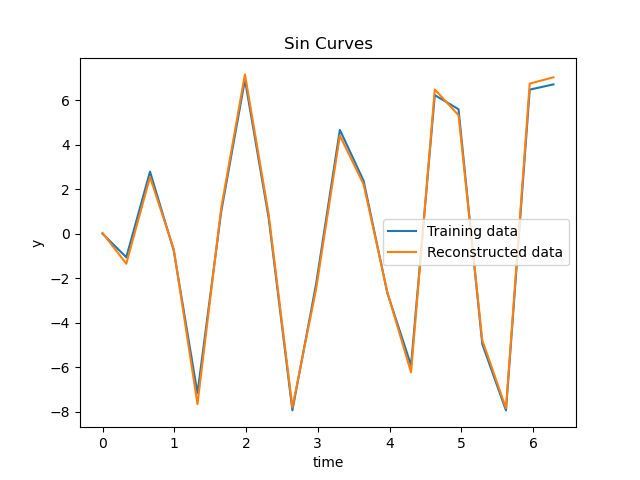 Sin Curves
y
6
4
2
0
−2
−4
−6
−8
Training data
Reconstructed data
0 1 2 3 4 5 6
time